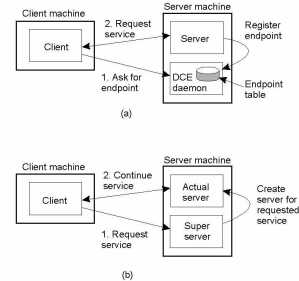 Client machine
Server machine
2. Request
service
Register
endpoint
Client
Server
1. Ask for
endpoint
DCE
daemon
Endpoint
table
(a)
Client machine
Server machine
2. Continue
service
Create
server for
requested
service
Client
Actual
server
1. Request
service
Super
server
(b)